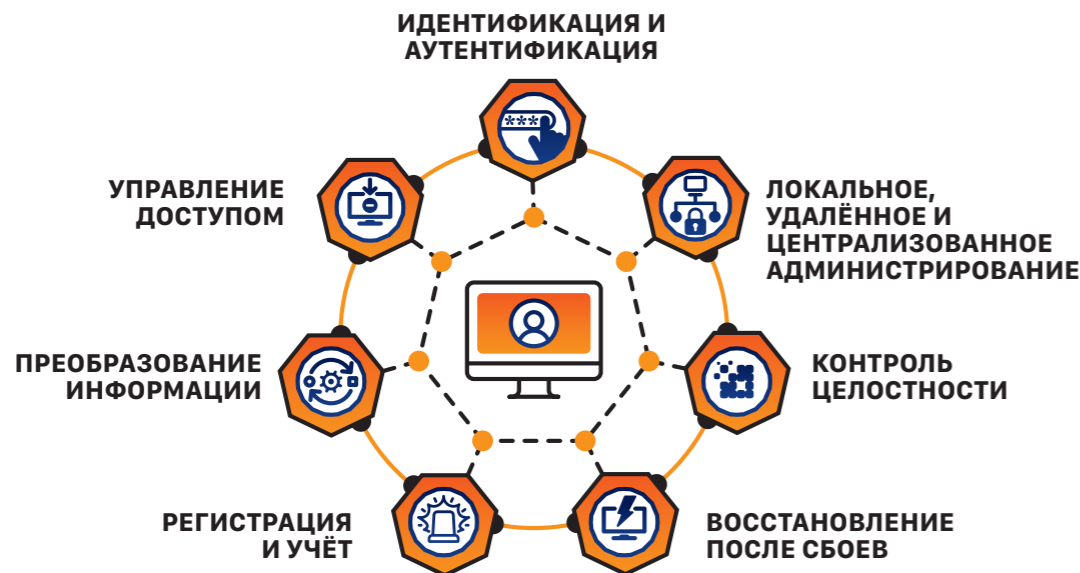 ИДЕНТИФИКАЦИЯ И
АУТЕНТИФИКАЦИЯ
УПРАВЛЕНИЕ
ДОСТУПОМ
ЛОКАЛЬНОЕ,
УДАЛЁННОЕ И
ЦЕНТРАЛИЗОВАННОЕ
АДМИНИСТРИРОВАНИЕ
ПРЕОБРАЗОВАНИЕ
ИНФОРМАЦИИ
КОНТРОЛЬ
ЦЕЛОСТНОСТИ
РЕГИСТРАЦИЯ
И УЧЁТ
ВОССТАНОВЛЕНИЕ
ПОСЛЕ СБОЕВ